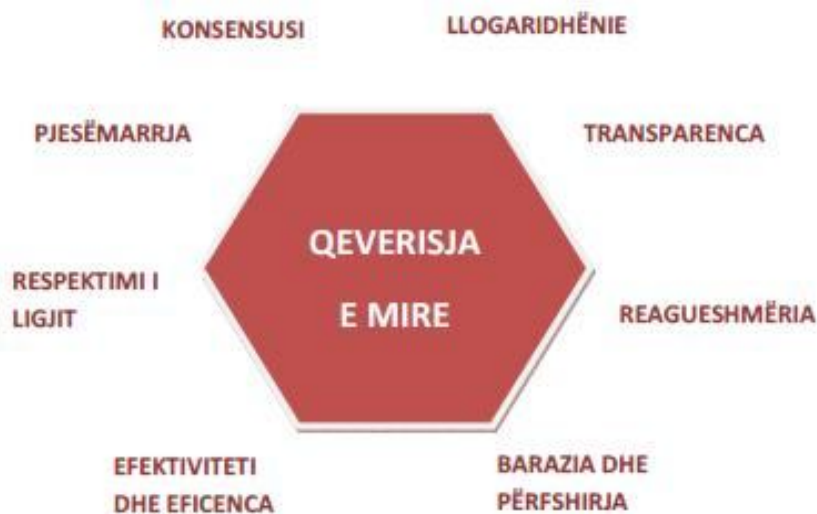 KONSENSUSI
LLOGARIDHËNIE
PJESËMARRJA
TRANSPARENCA
QEVERISJA
E MIRE
RESPEKTIMI I
LIGJIT
REAGUESHMËRIA
EFEKTIVITETI
DHE EFICENCA
BARAZIA DHE
PËRFSHIRJA